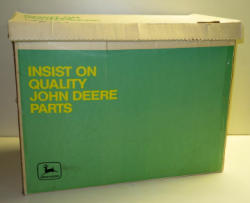 INSIST ON
QUALITY
JOHN DEERE
PARTS